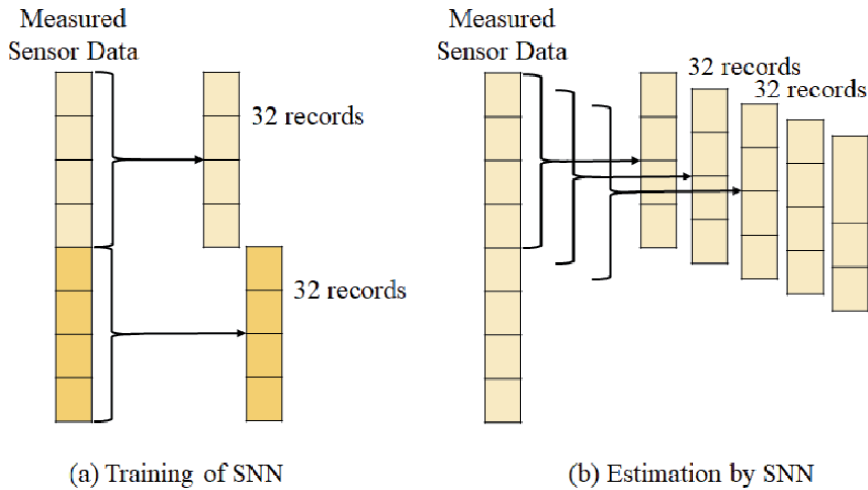 Measured
Sensor Data
32 records
32 records
(a) Training of SNN
Measured
Sensor Data
32 records
32 records
(b) Estimation by SNN